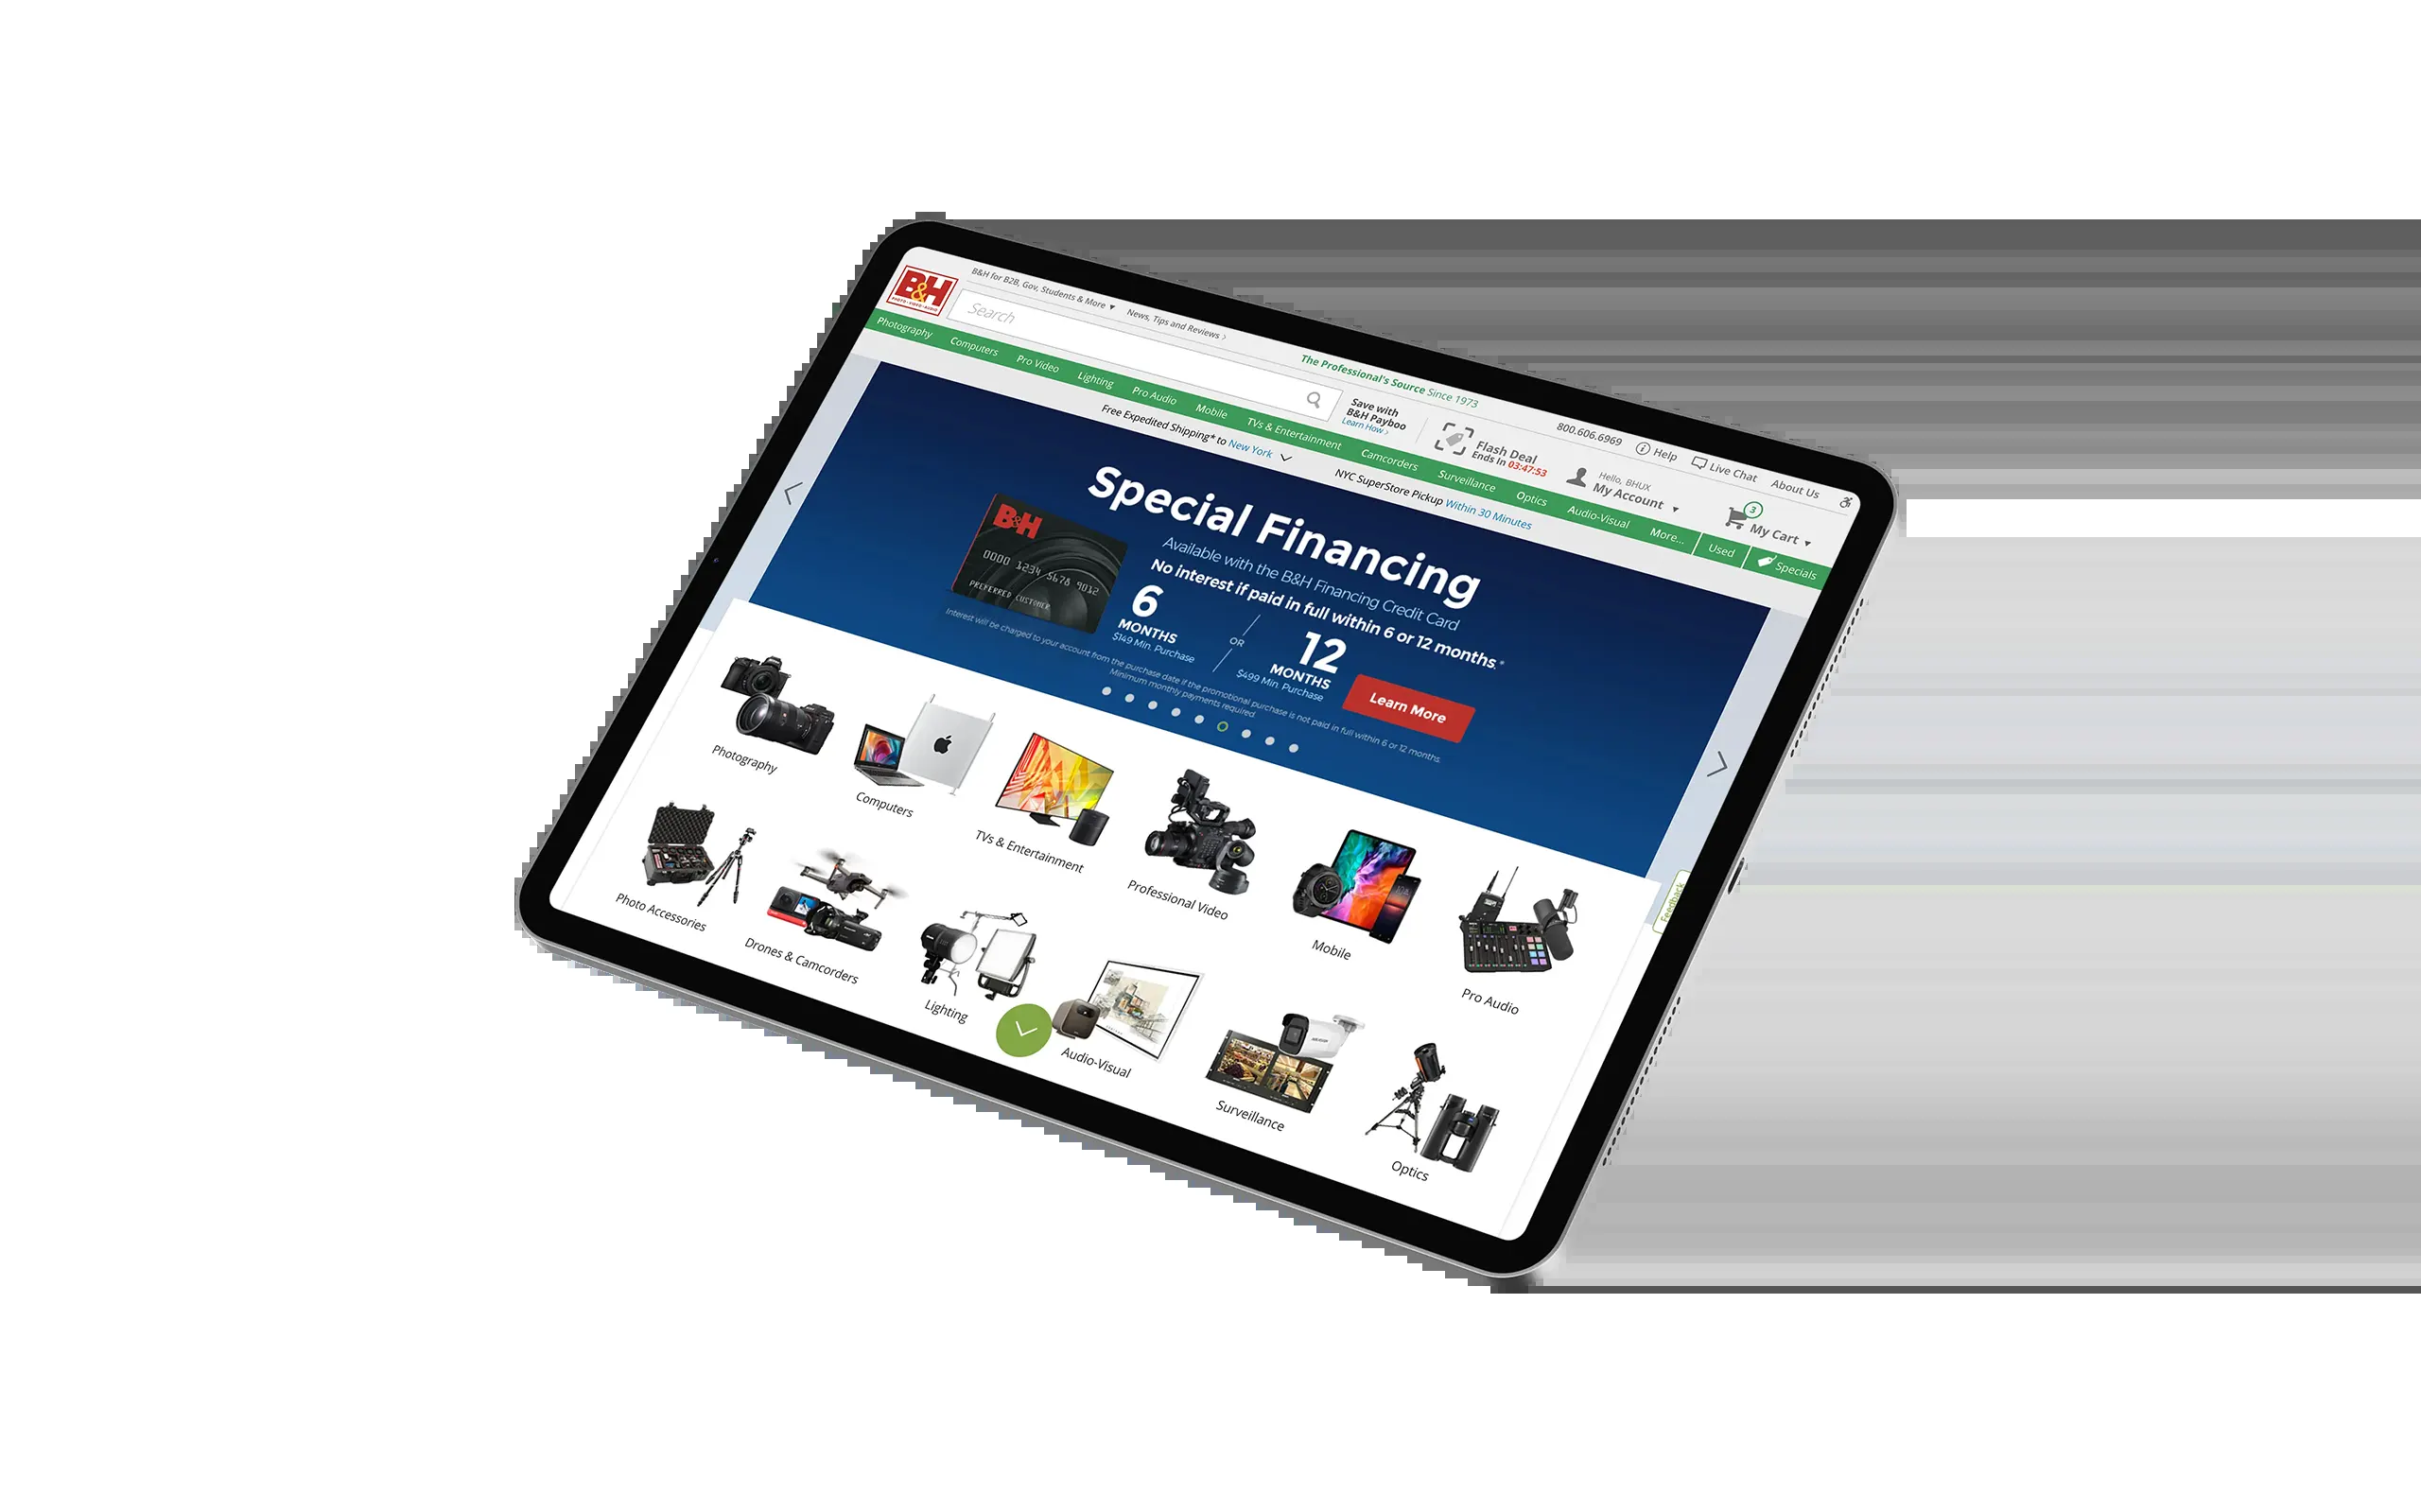 B&H for B2B, Gov, Students & More
News, Tips and Reviews
The Professional's Source Since 1973
800.606.6969
Help
Live Chat
About Us
B&H
PHOTO • VIDEO • AUDIO
Search
Save with
B&H Payboo
Learn How
Flash Deal
Ends In 03:47:53
Hello, BHUX
My Account
3
My Cart
Photography
Computers
Pro Video
Lighting
Pro Audio
Mobile
TVs & Entertainment
Camcorders
Surveillance
Optics
Audio-Visual
More...
Used
Specials
Free Expedited Shipping* to New York
NYC SuperStore Pickup Within 30 Minutes
Special Financing
Available with the B&H Financing Credit Card
No interest if paid in full within 6 or 12 months.*
B&H
0000 1234 5678 9012
PREFERRED CUSTOMER
6
MONTHS
$149 Min. Purchase
OR
12
MONTHS
$499 Min. Purchase
Learn More
Interest will be charged to your account from the purchase date if the promotional purchase is not paid in full within 6 or 12 months.
Minimum monthly payments required.
Photography
Computers
TVs & Entertainment
Professional Video
Mobile
Pro Audio
Feedback
Photo Accessories
Drones & Camcorders
Lighting
Audio-Visual
Surveillance
Optics